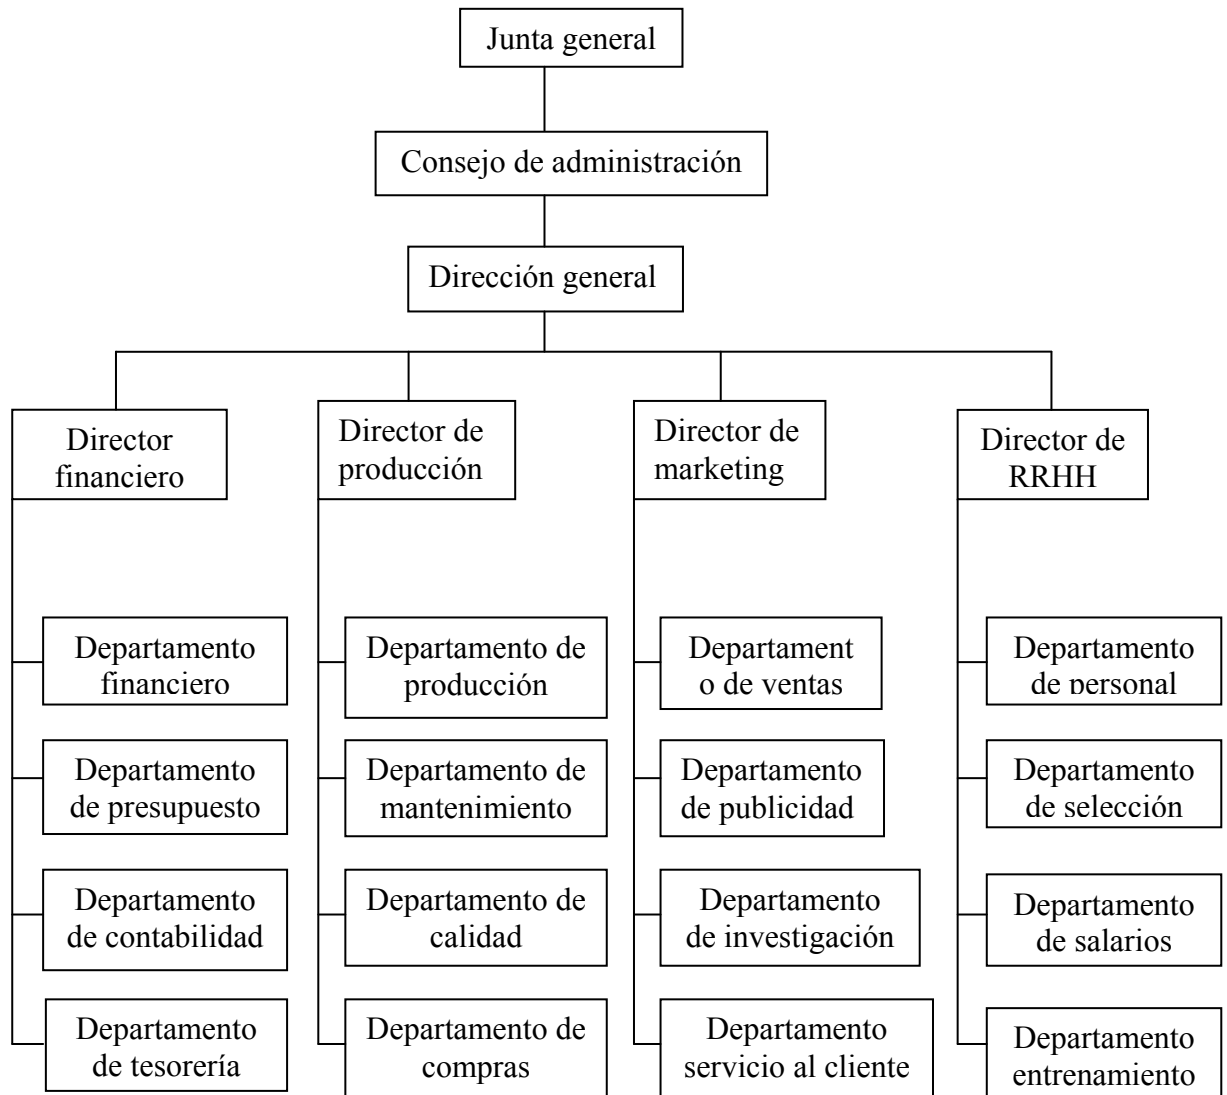 Junta general
Consejo de administración
Dirección general
Director
financiero
Director de
producción
Director de
marketing
Director de
RRHH
Departamento
financiero
Departamento de
producción
Departament
o de ventas
Departamento
de personal
Departamento
de presupuesto
Departamento de
mantenimiento
Departamento
de publicidad
Departamento
de selección
Departamento
de contabilidad
Departamento de
calidad
Departamento
de investigación
Departamento
de salarios
Departamento
de tesorería
Departamento de
compras
Departamento
servicio al cliente
Departamento
entrenamiento